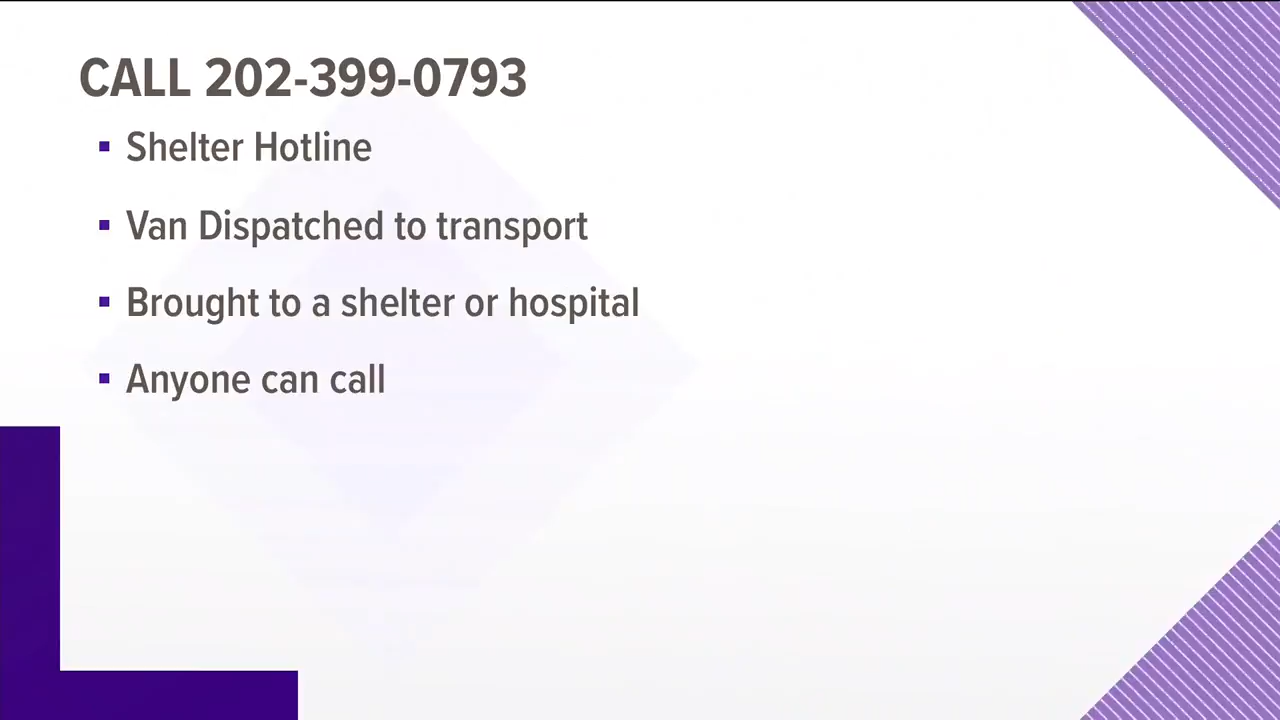 CALL 202-399-0793
▪ Shelter Hotline
▪ Van Dispatched to transport
▪ Brought to a shelter or hospital
▪ Anyone can call